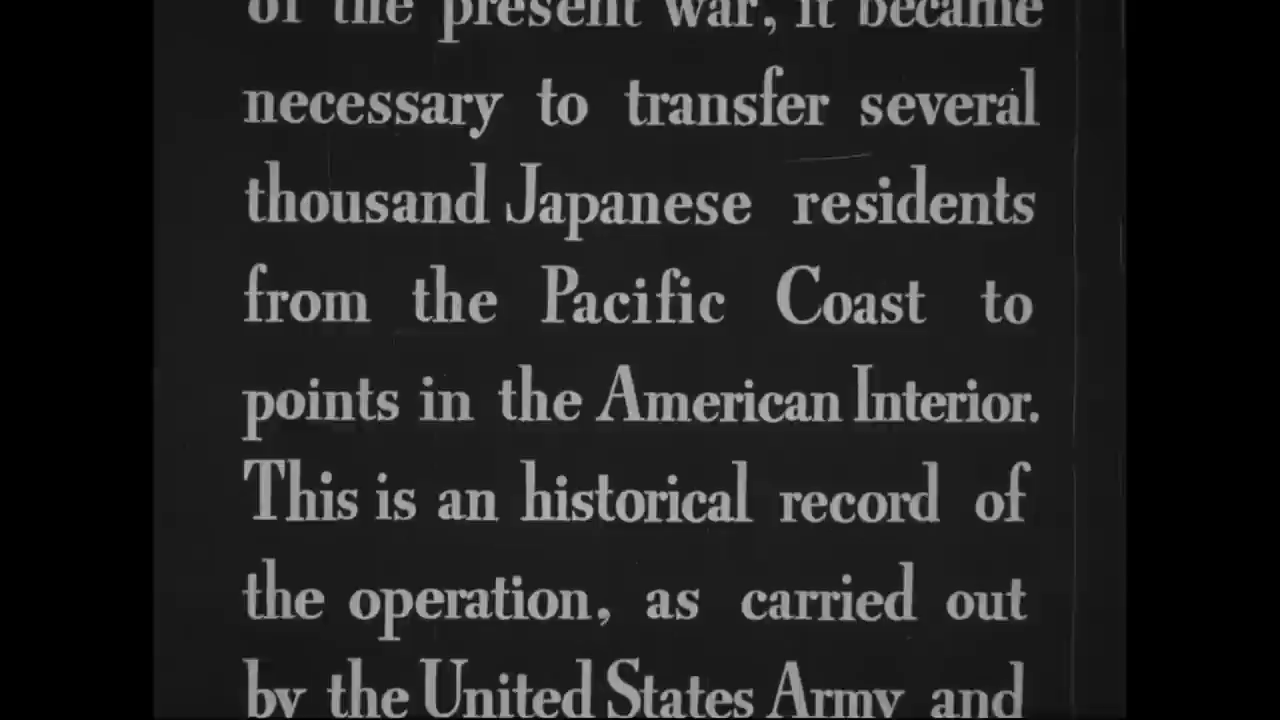 of the present war, it became
necessary to transfer several
thousand Japanese residents
from the Pacific Coast to
points in the American Interior.
This is an historical record of
the operation, as carried out
by the United States Army and